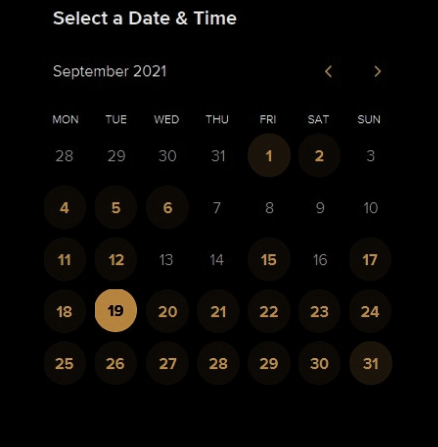 Select a Date & Time
September 2021
MON TUE WED THU FRI SAT SUN
28 29 30 31 1 2 3
4 5 6 7 8 9 10
11 12 13 14 15 16 17
18 19 20 21 22 23 24
25 26 27 28 29 30 31